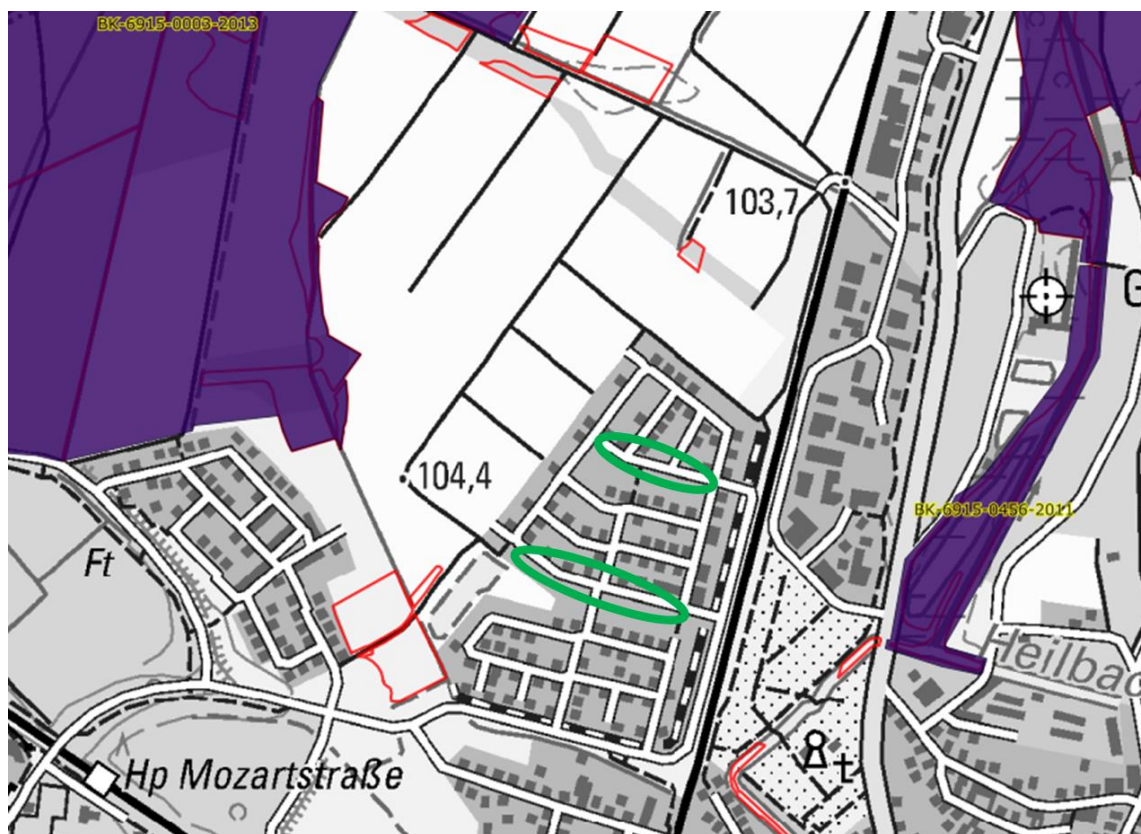 BK-6915-0003-2013
103,7
G
104,4
BK-6915-0456-2011
Ft
Heilbac
Hp Mozartstraße
t